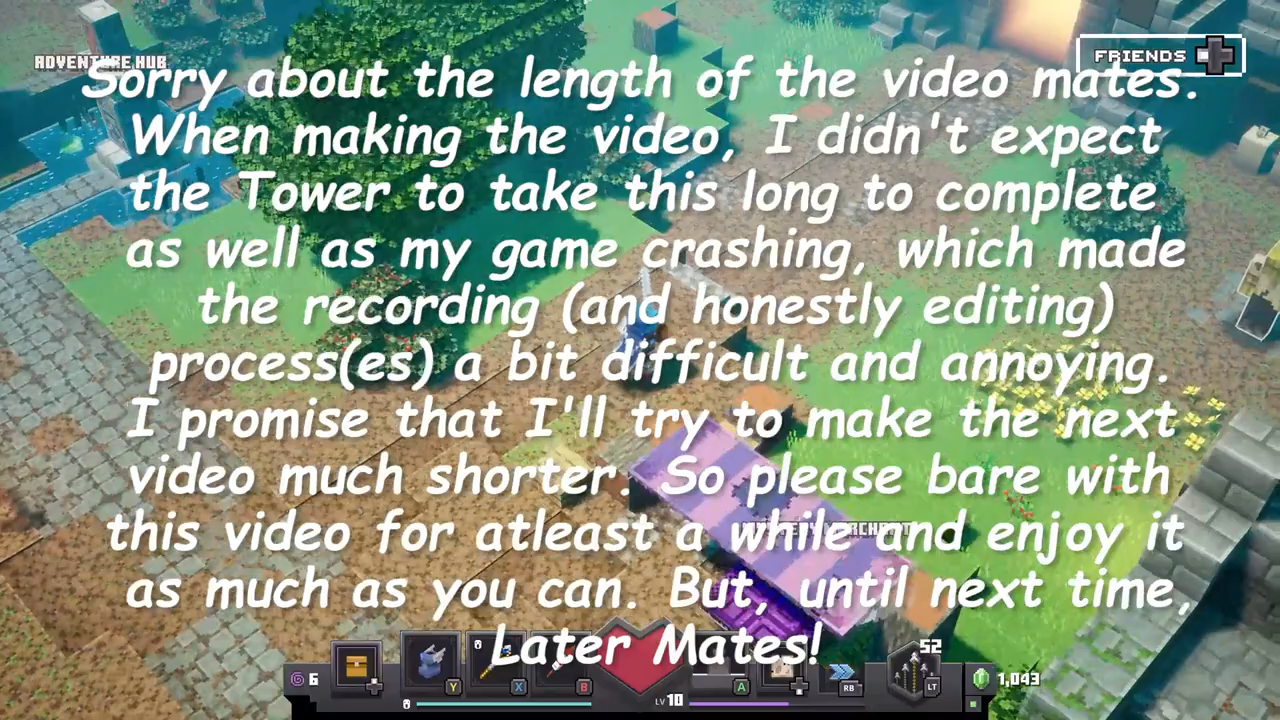 ADVENTURE HUB
FRIENDS
Sorry about the length of the video mates.
When making the video, I didn't expect
the Tower to take this long to complete
as well as my game crashing, which made
the recording (and honestly editing)
process(es) a bit difficult and annoying.
I promise that I'll try to make the next
video much shorter. So please bare with
this video for atleast a while and enjoy it
as much as you can. But, until next time,
Later Mates!
MERCHANT
52
6
Y
X
B
A
RB
LT
1,043
LV 10